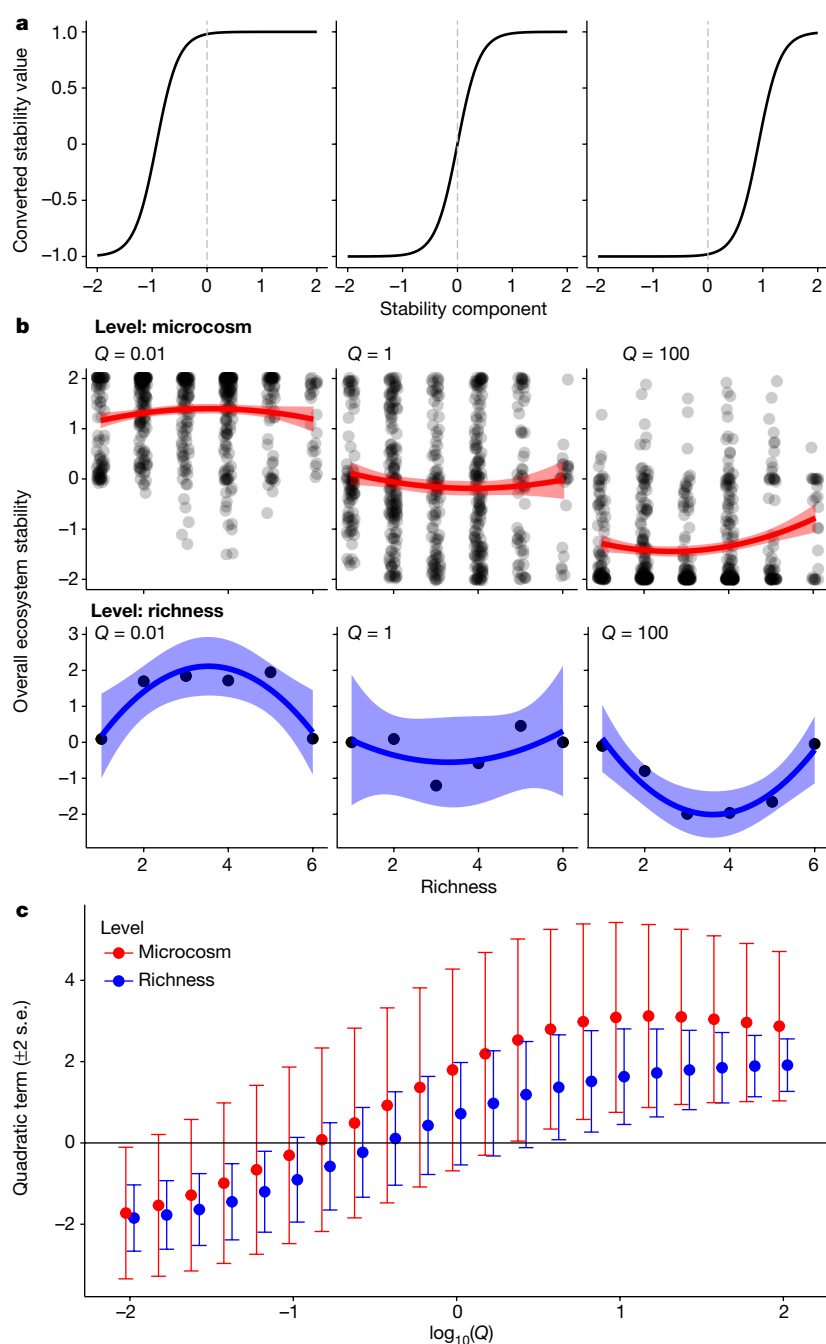 a
1.0
0.5
0
−0.5
−1.0
Converted stability value
−2 −1 0 1 2 −2 −1 0 1 2 −2 −1 0 1 2
Stability component
b
Level: microcosm
Q = 0.01 Q = 1 Q = 100
2
1
0
−1
−2
Overall ecosystem stability
Level: richness
Q = 0.01 Q = 1 Q = 100
3
2
1
0
−1
−2
2 4 6 2 4 6 2 4 6
Richness
c
Level
Microcosm
Richness
4
2
0
−2
Quadratic term (±2 s.e.)
−2 −1 0 1 2
log10(Q)